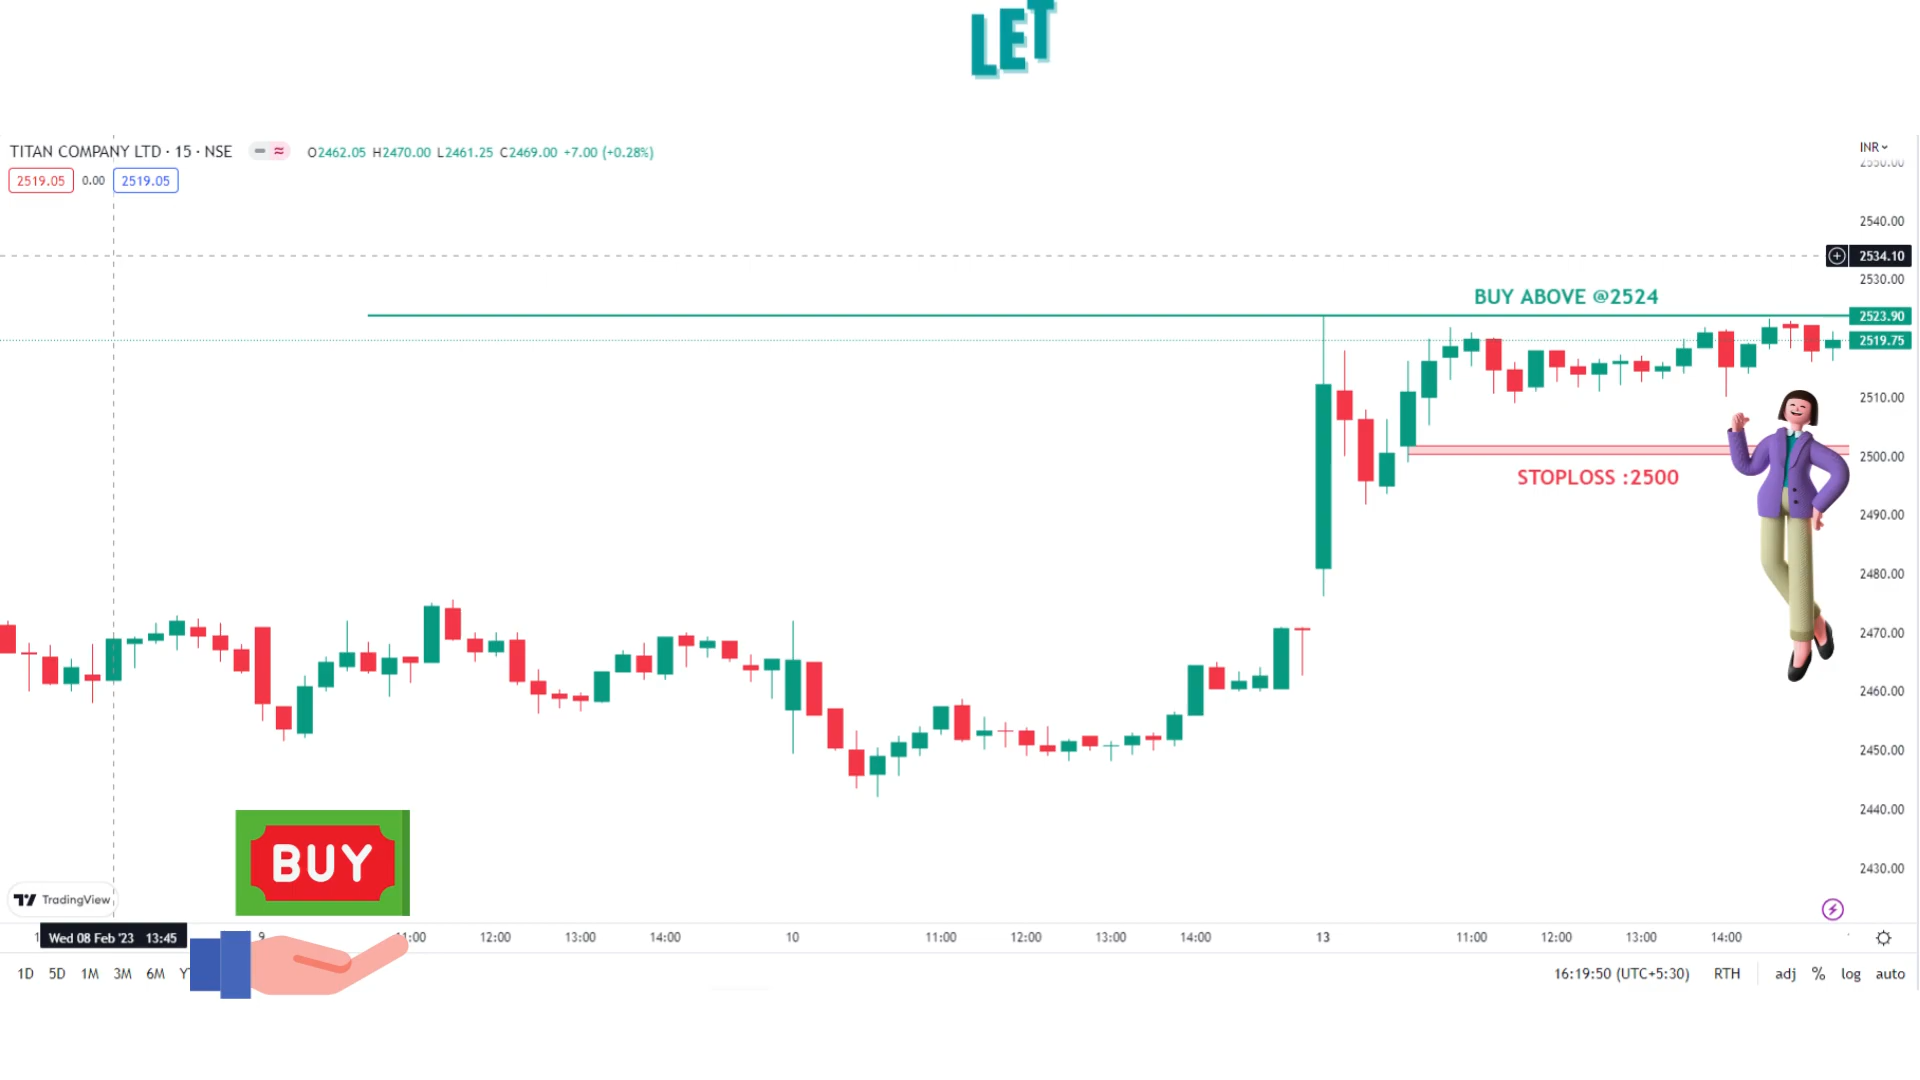 LET
TITAN COMPANY LTD · 15 · NSE O2462.05 H2470.00 L2461.25 C2469.00 +7.00 (+0.28%)
INR
2519.05 0.00 2519.05
2550.00
2540.00
2534.10
2530.00
BUY ABOVE @2524
2523.90
2519.75
2510.00
2500.00
STOPLOSS :2500
2490.00
2480.00
2470.00
2460.00
2450.00
2440.00
2430.00
BUY
TradingView
Wed 08 Feb '23 13:45 9 12:00 13:00 14:00 10 11:00 12:00 13:00 14:00 13 11:00 12:00 13:00 14:00
1D 5D 1M 3M 6M 16:19:50 (UTC+5:30) RTH adj % log auto